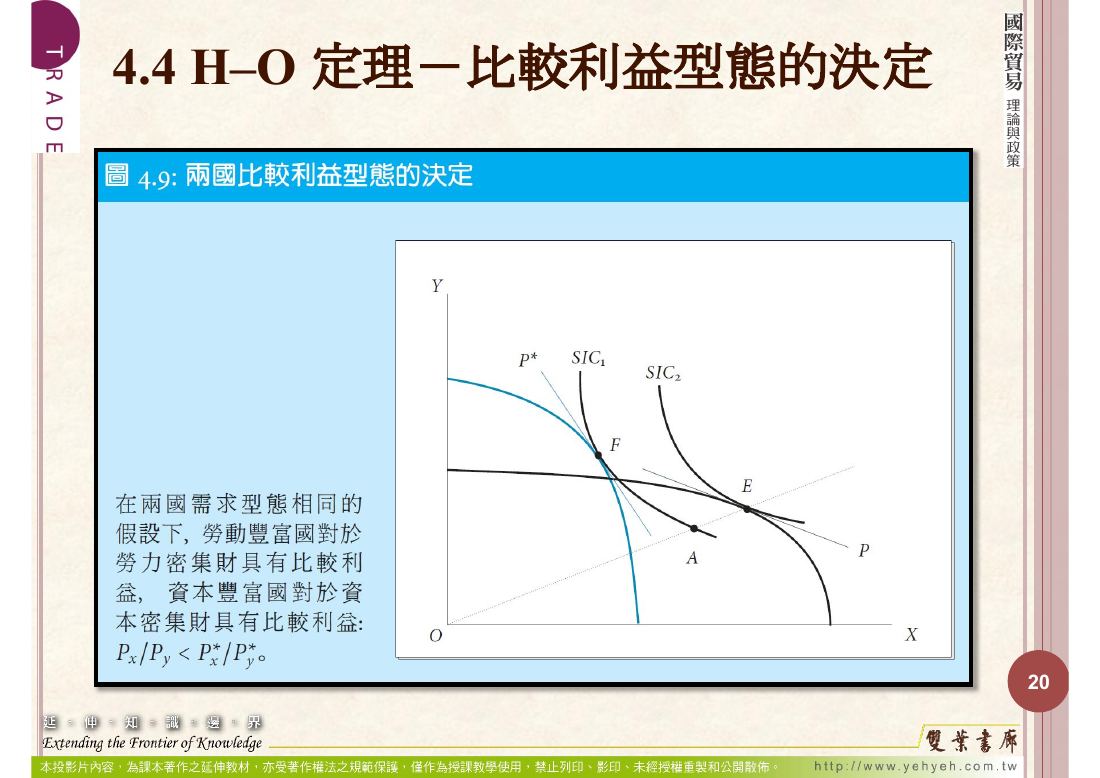 TRADE
4.4 H–O 定理－比較利益型態的決定
國際貿易 理論與政策
圖 4.9: 兩國比較利益型態的決定
Y
P*
SIC₁
SIC₂
F
E
A
P
O
X
在兩國需求型態相同的
假設下, 勞動豐富國對於
勞力密集財具有比較利
益, 資本豐富國對於資
本密集財具有比較利益:
Pₓ/Pᵧ < Pₓ*/Pᵧ*。
20
延‧伸‧知‧識‧邊‧界
Extending the Frontier of Knowledge
雙葉書廊
本投影片內容，為課本著作之延伸教材，亦受著作權法之規範保護，僅作為授課教學使用，禁止列印、影印、未經授權重製和公開散佈。
http://www.yehyeh.com.tw